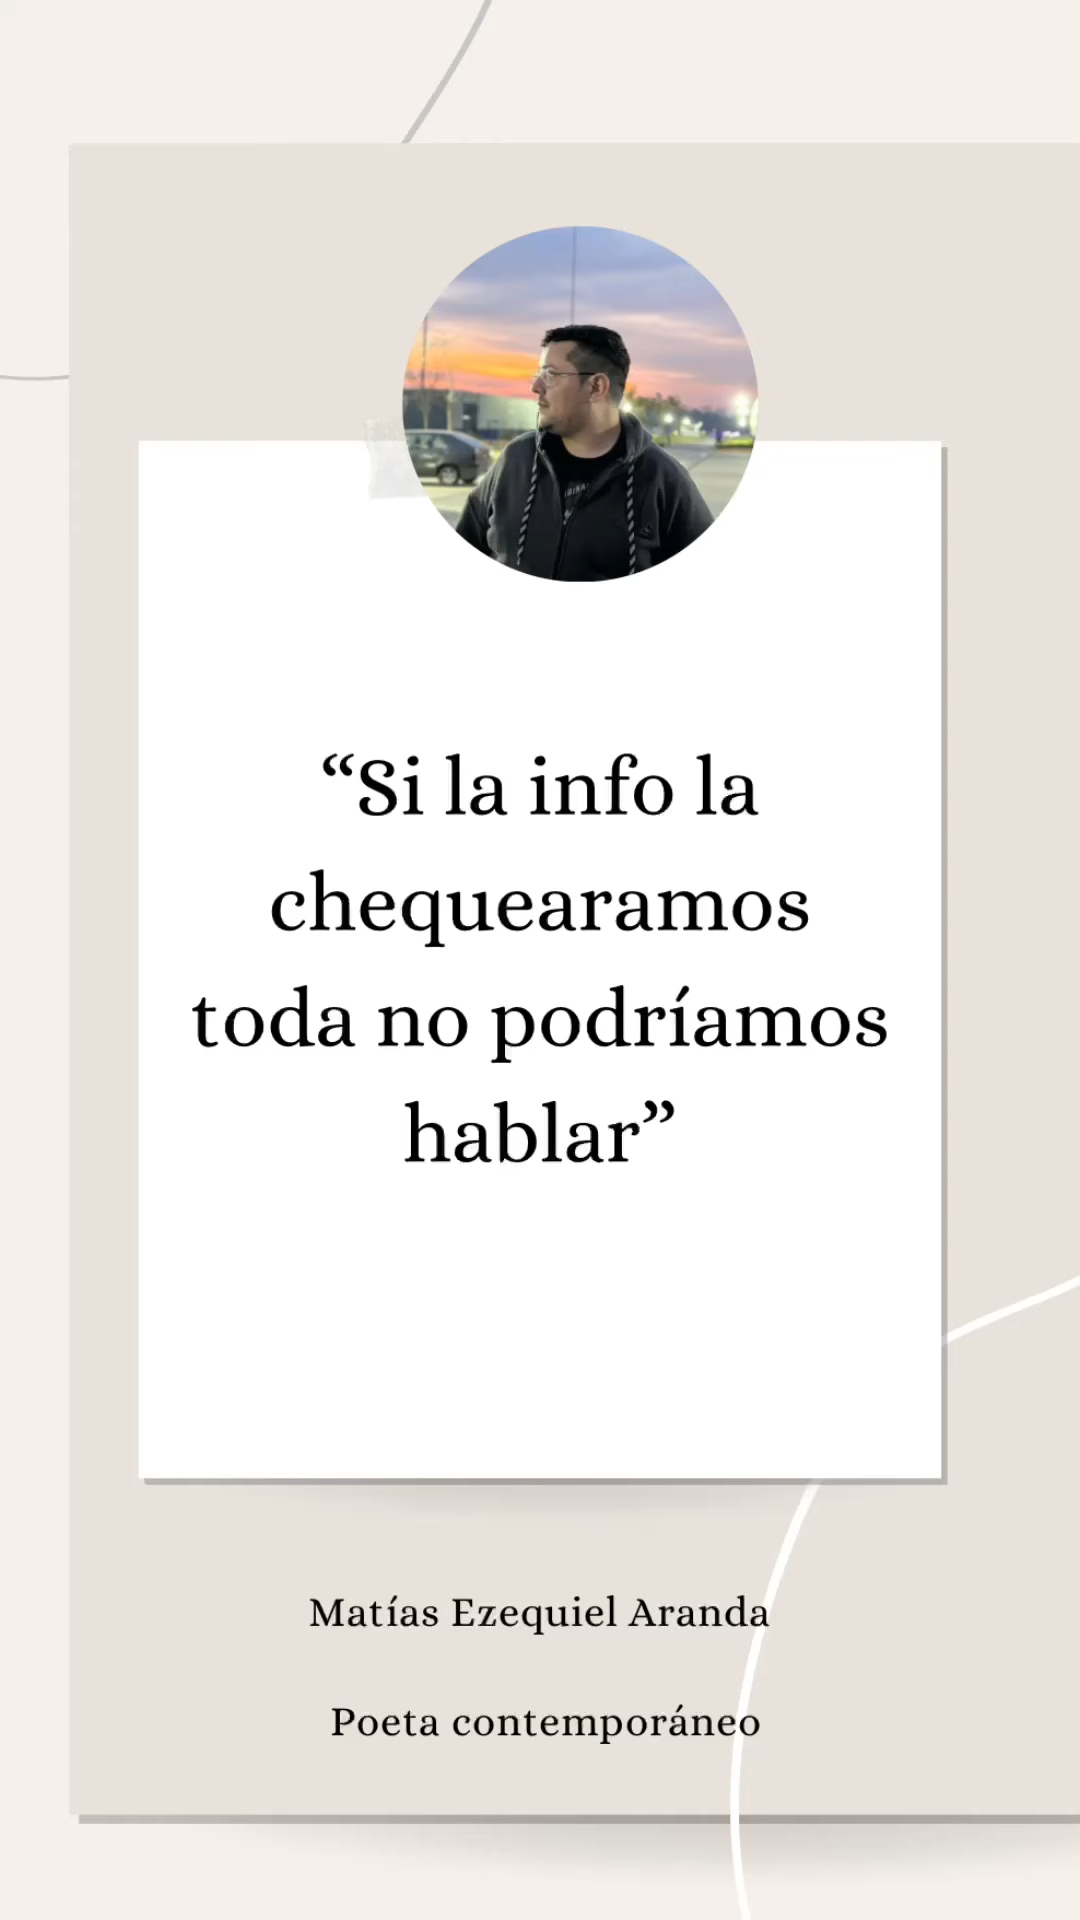 “Si la info la
chequearamos
toda no podríamos
hablar”
Matías Ezequiel Aranda
Poeta contemporáneo